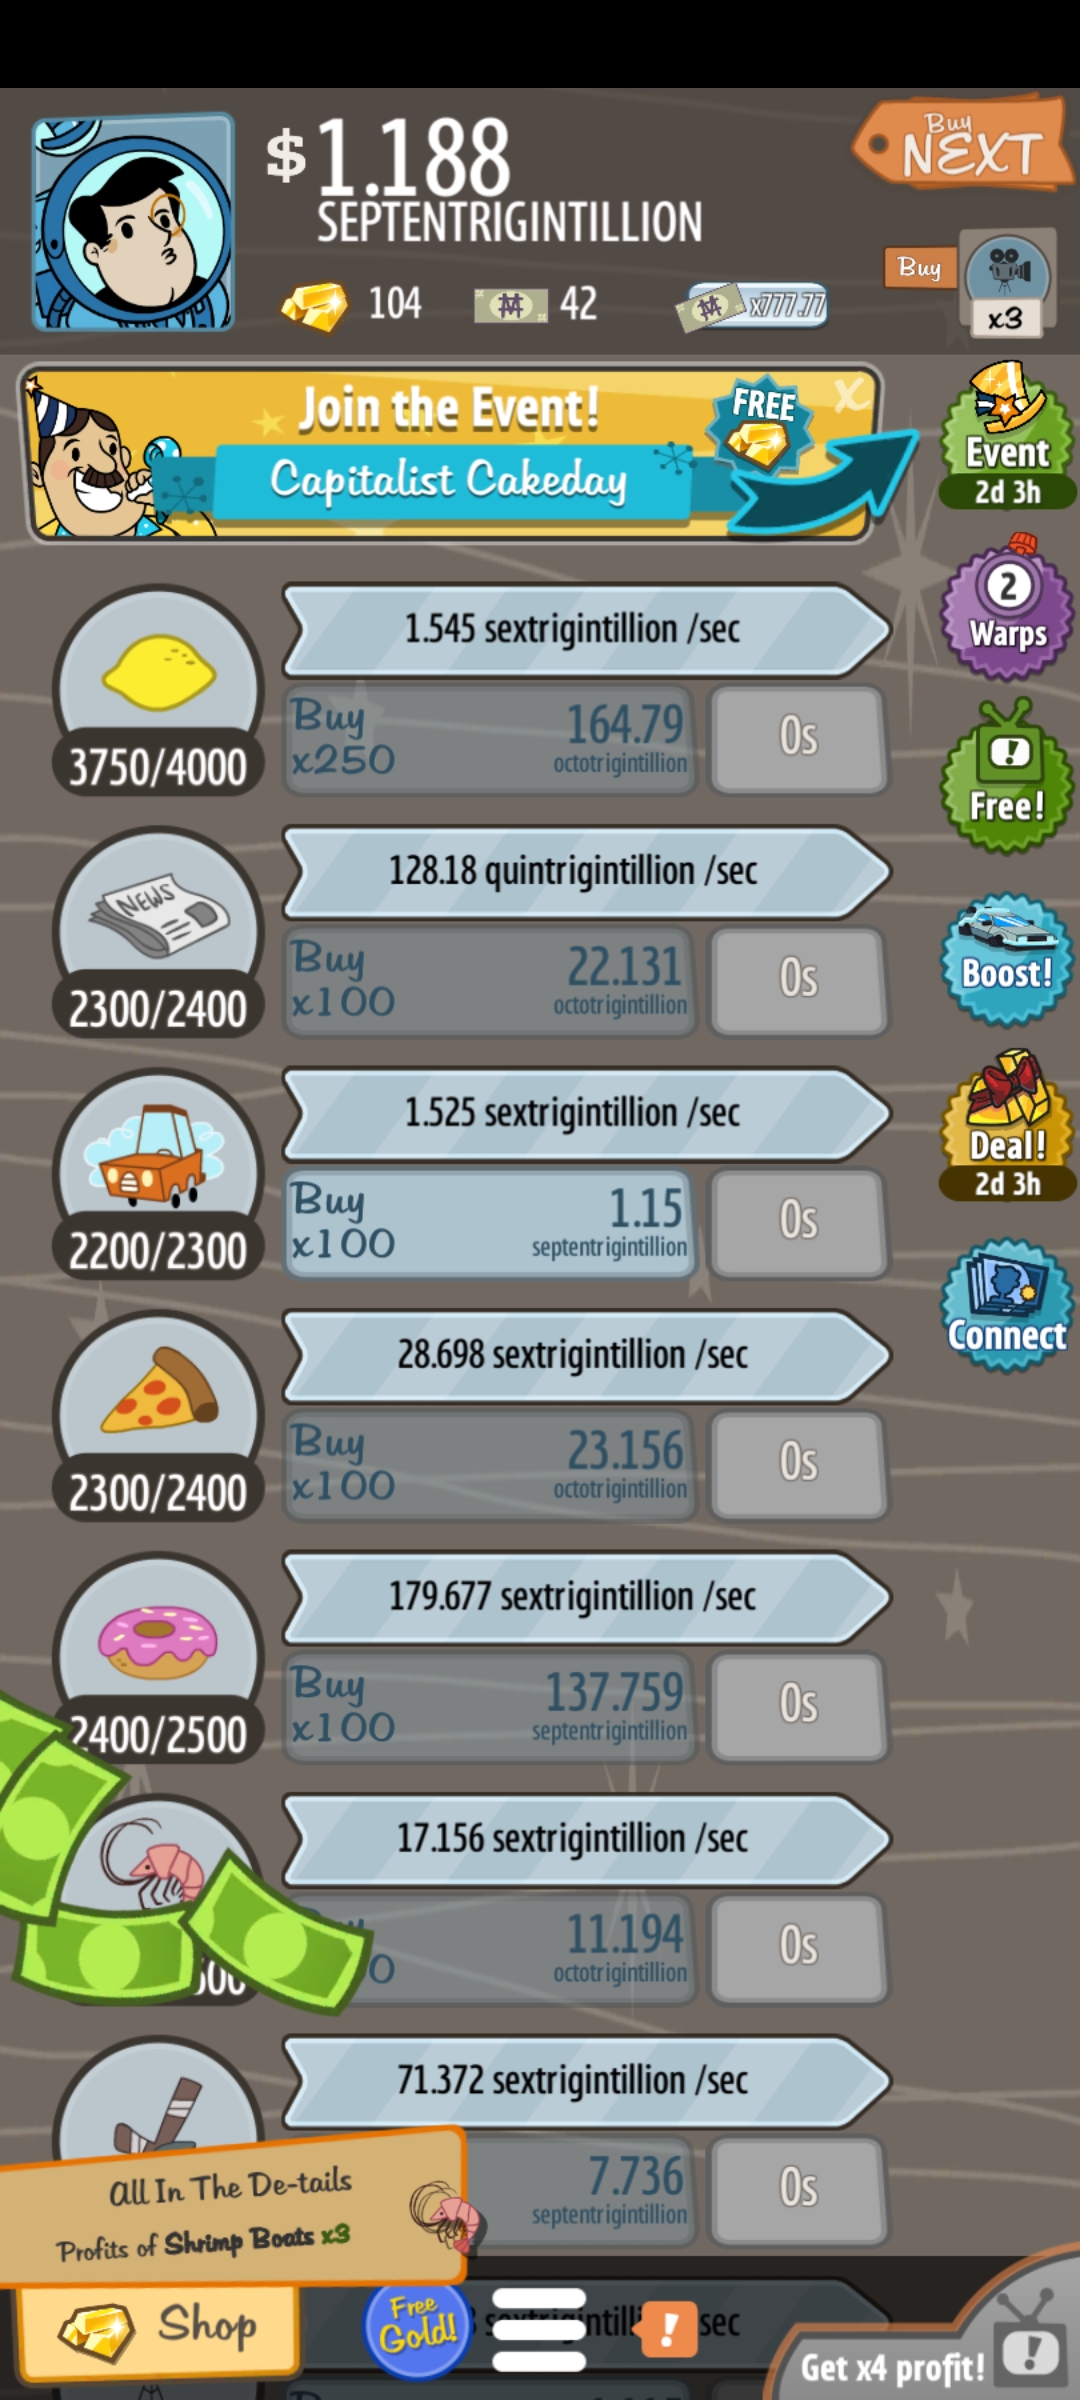 $1.188
SEPTENTRIGINTILLION
Buy
NEXT
104
42
x777.77
Buy
x3
Join the Event!
Capitalist Cakeday
FREE
x
Event
2d 3h
2
Warps
!
Free!
Boost!
Deal!
2d 3h
Connect
1.545 sextrigintillion /sec
3750/4000
Buy
x250
164.79
octotrigintillion
0s
NEWS
128.18 quintrigintillion /sec
2300/2400
Buy
x100
22.131
octotrigintillion
0s
1.525 sextrigintillion /sec
2200/2300
Buy
x100
1.15
septentrigintillion
0s
28.698 sextrigintillion /sec
2300/2400
Buy
x100
23.156
octotrigintillion
0s
179.677 sextrigintillion /sec
2400/2500
Buy
x100
137.759
septentrigintillion
0s
17.156 sextrigintillion /sec
11.194
octotrigintillion
0s
71.372 sextrigintillion /sec
7.736
septentrigintillion
0s
All In The De-tails
Profits of Shrimp Boats x3
Shop
Free
Gold!
!
sec
Get x4 profit!
!